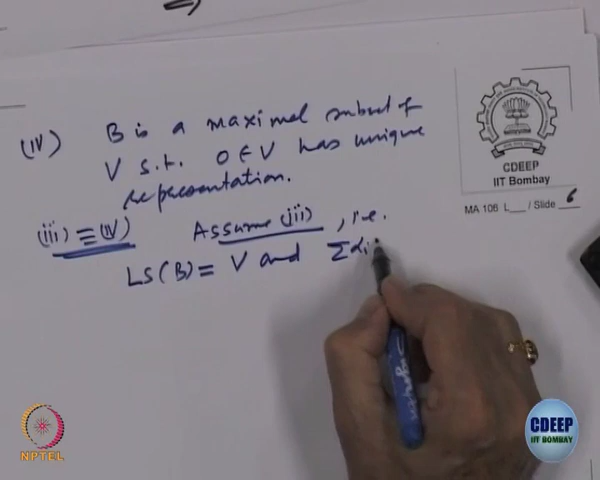 (IV) B is a maximal subset of
V s.t. 0 ∈ V has unique
representation.
(iii) ≡ (IV) Assume (iii), i.e.
LS(B) = V and Σαi
CDEEP
IIT Bombay
MA 106 L___ / Slide 6
NPTEL
CDEEP
IIT BOMBAY